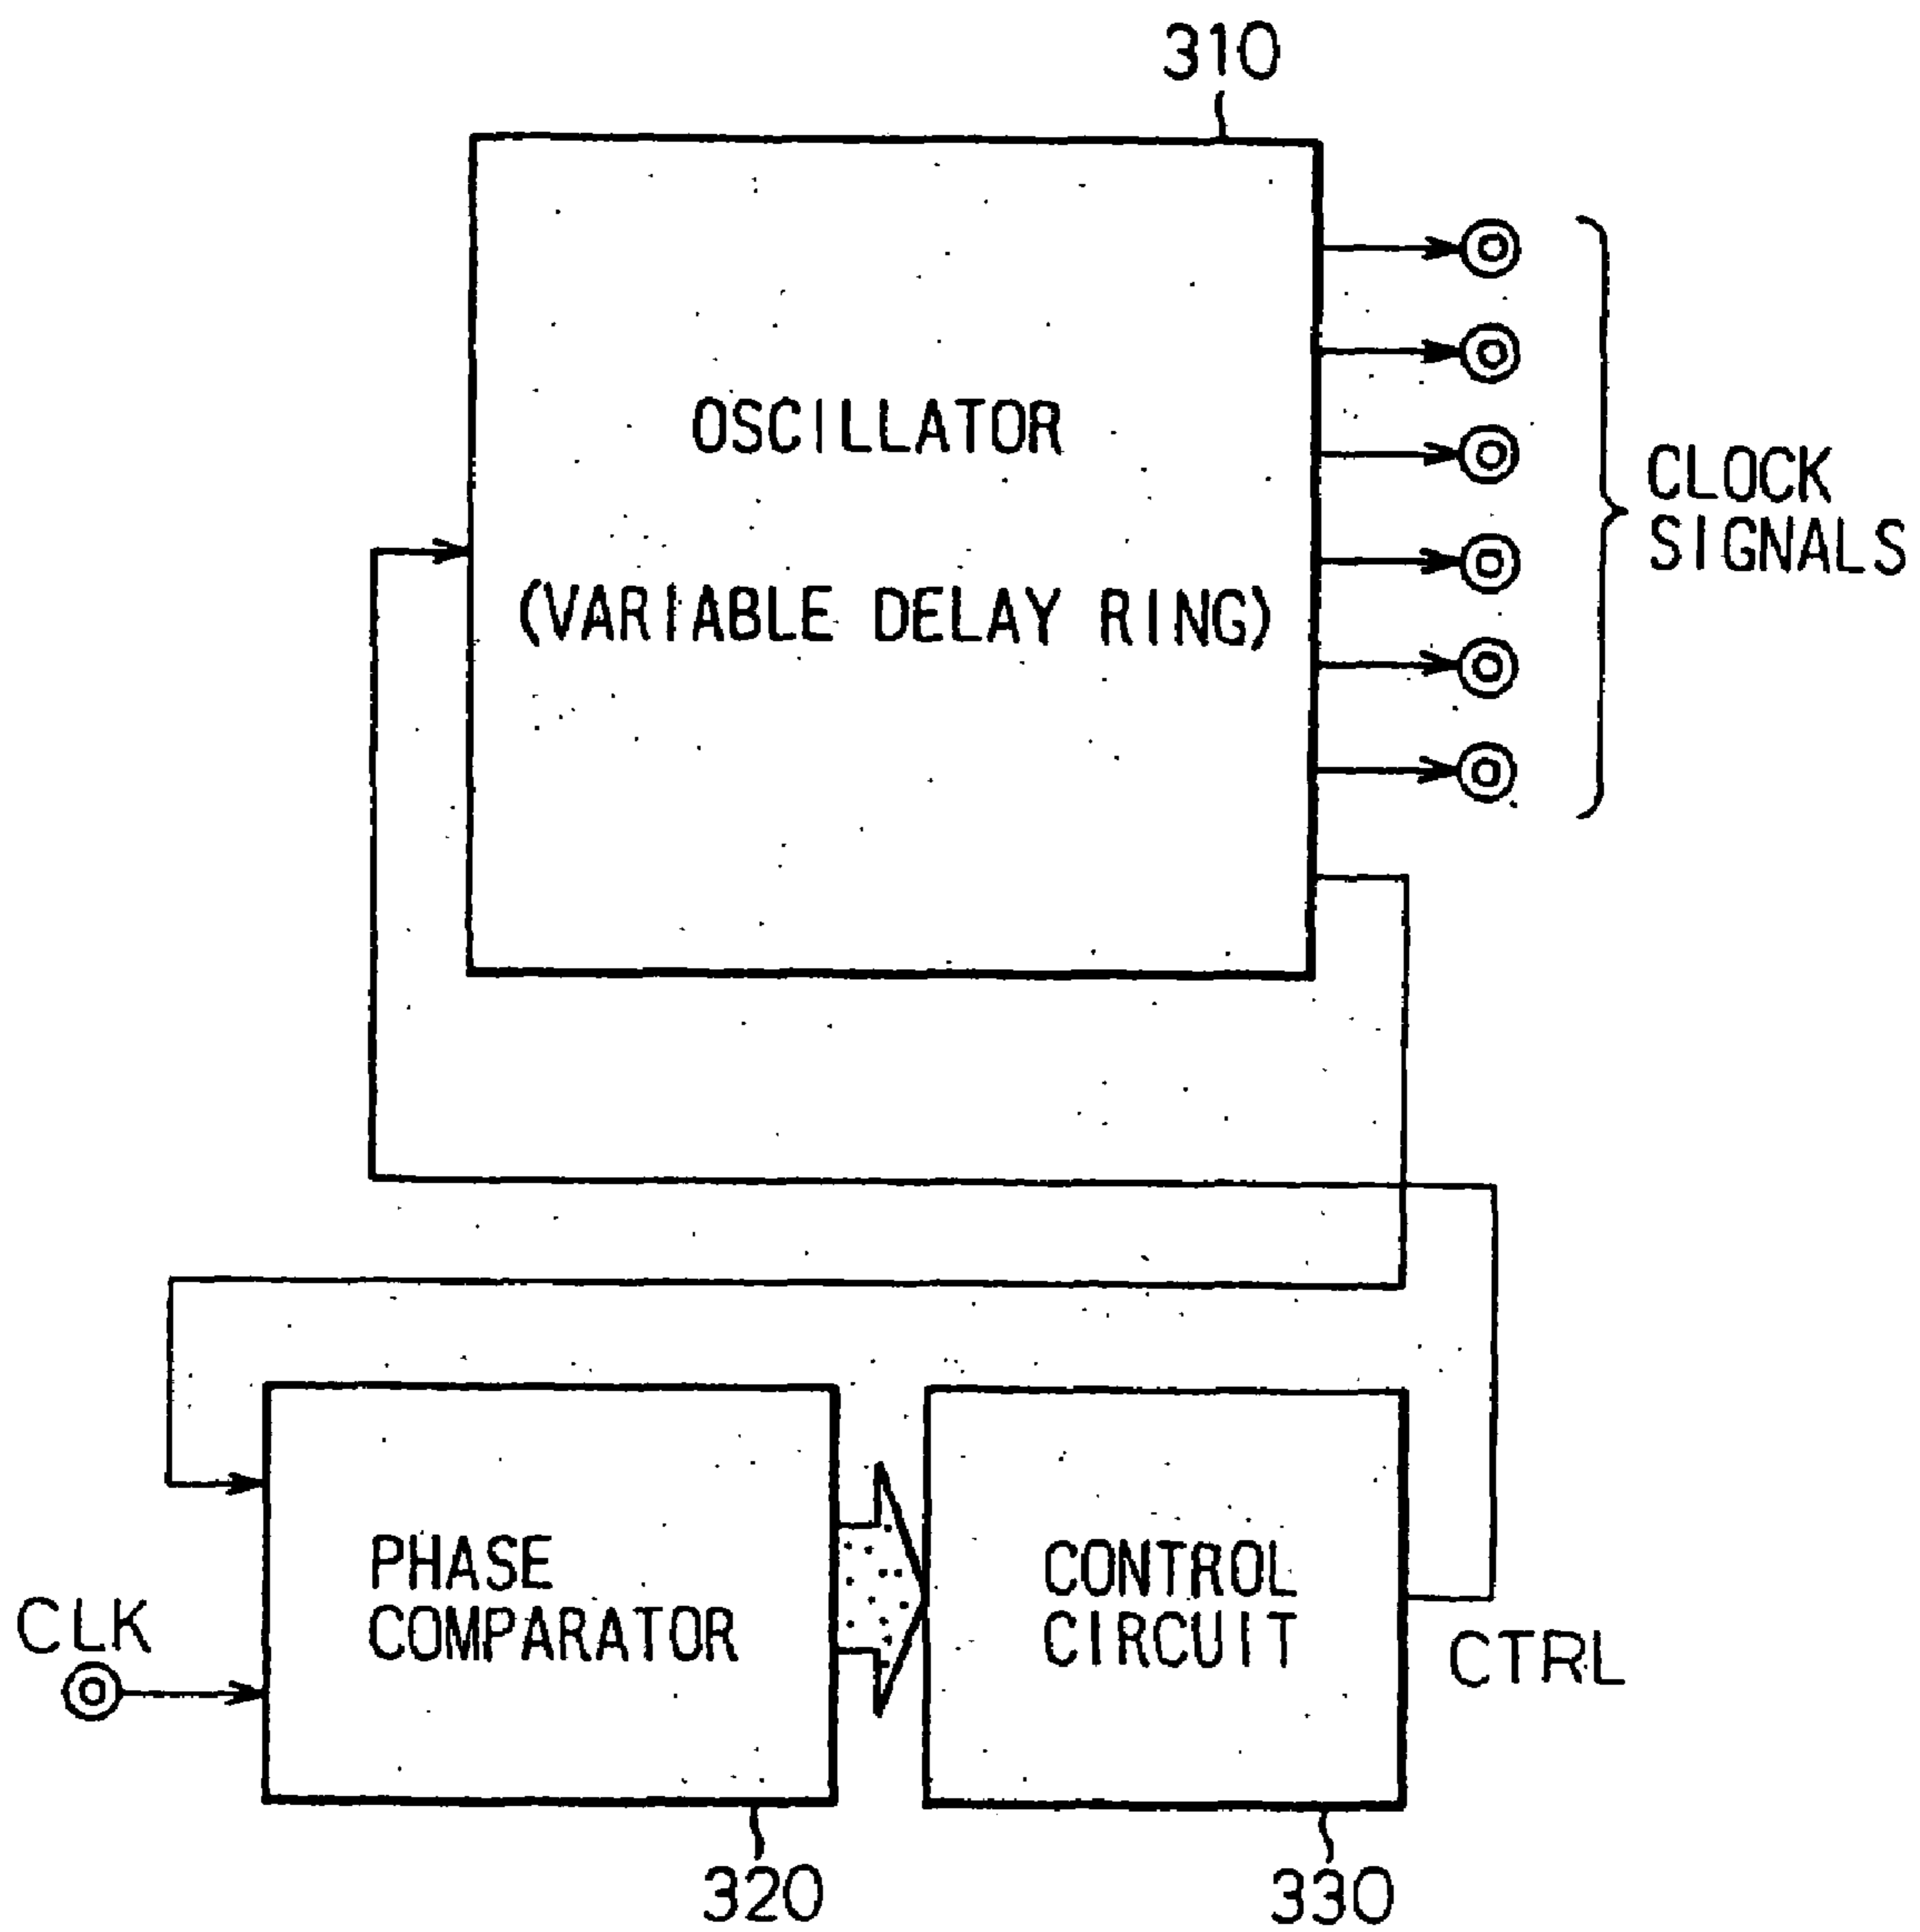 310
OSCILLATOR
(VARIABLE DELAY RING)
CLOCK
SIGNALS
PHASE
COMPARATOR
CONTROL
CIRCUIT
CLK
CTRL
320
330